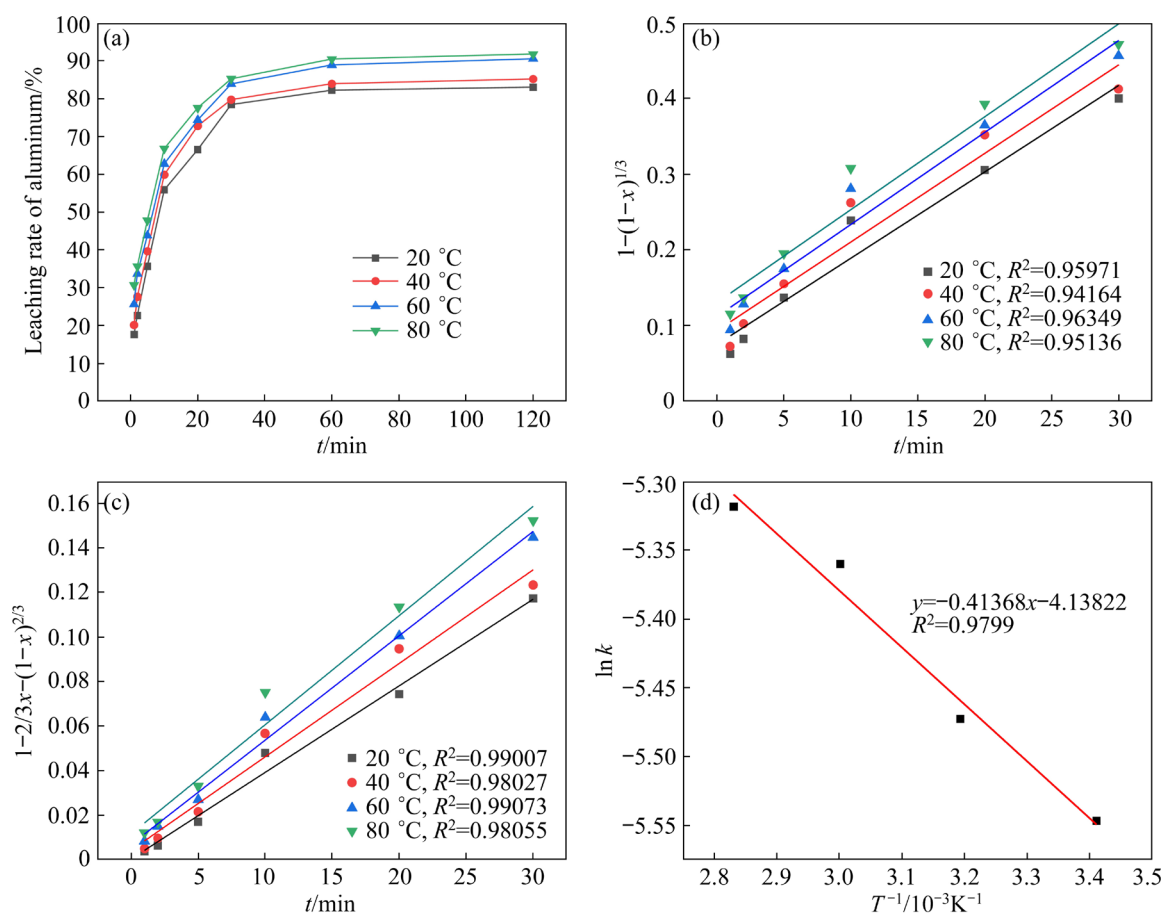 (a)
Leaching rate of aluminum/%
100
90
80
70
60
50
40
30
20
10
0
20 °C
40 °C
60 °C
80 °C
0 20 40 60 80 100 120
t/min
(b)
1−(1−x)^{1/3}
0.5
0.4
0.3
0.2
0.1
0
20 °C, R²=0.95971
40 °C, R²=0.94164
60 °C, R²=0.96349
80 °C, R²=0.95136
0 5 10 15 20 25 30
t/min
(c)
1−2/3x−(1−x)^{2/3}
0.16
0.14
0.12
0.10
0.08
0.06
0.04
0.02
0
20 °C, R²=0.99007
40 °C, R²=0.98027
60 °C, R²=0.99073
80 °C, R²=0.98055
0 5 10 15 20 25 30
t/min
(d)
ln k
−5.30
−5.35
−5.40
−5.45
−5.50
−5.55
y=−0.41368x−4.13822
R²=0.9799
2.8 2.9 3.0 3.1 3.2 3.3 3.4 3.5
T⁻¹/10⁻³K⁻¹